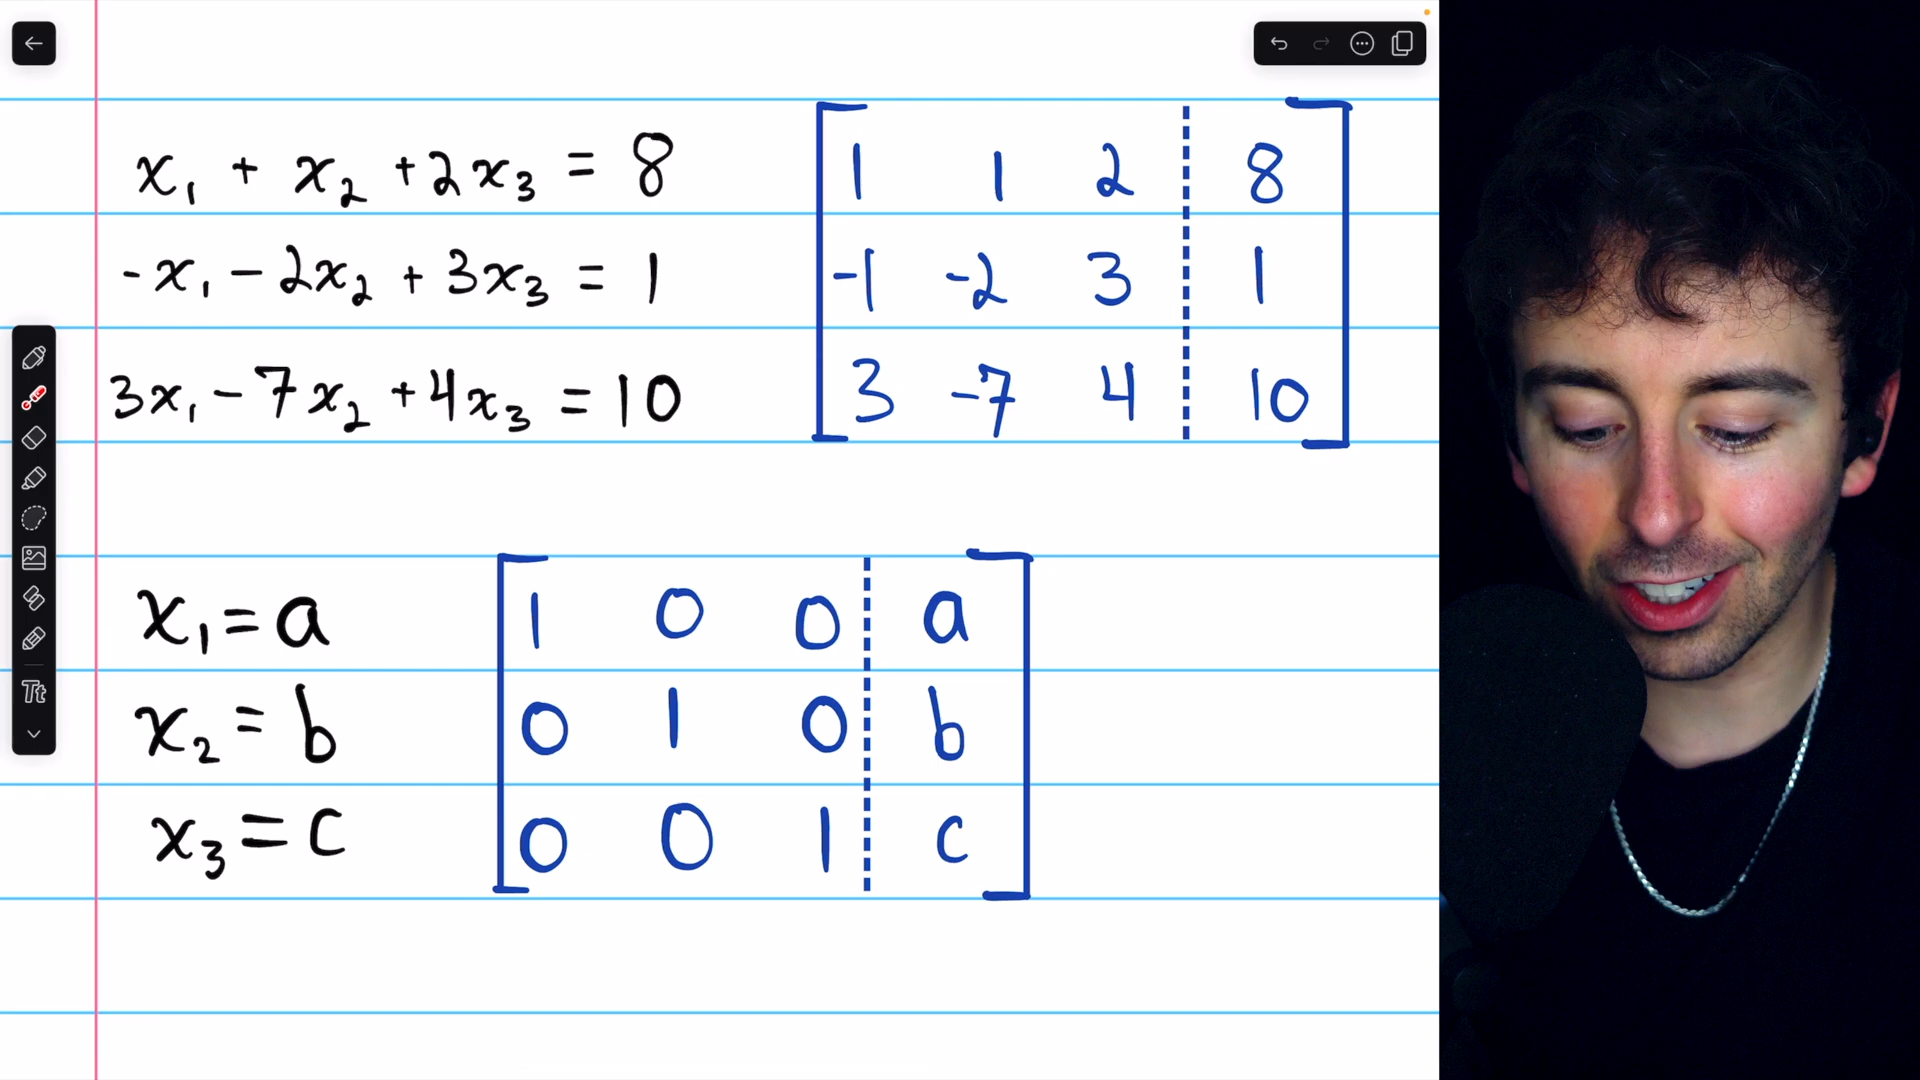 x₁ + x₂ + 2x₃ = 8
-x₁ - 2x₂ + 3x₃ = 1
3x₁ - 7x₂ + 4x₃ = 10
1 1 2 8
-1 -2 3 1
3 -7 4 10
x₁ = a
x₂ = b
x₃ = c
1 0 0 a
0 1 0 b
0 0 1 c
Tt